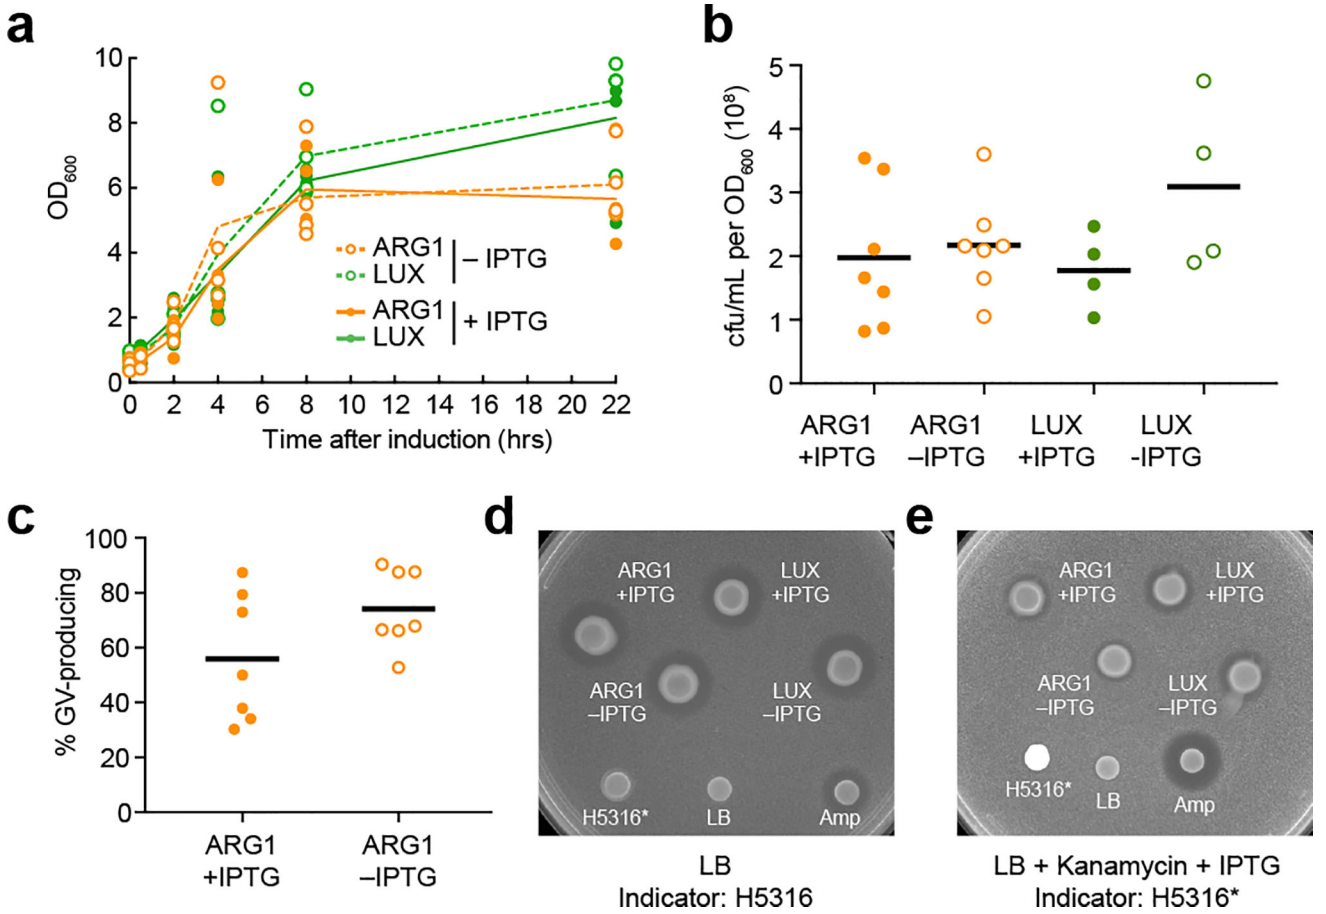 a
10
8
6
4
2
0
OD600
0 2 4 6 8 10 12 14 16 18 20 22
Time after induction (hrs)
ARG1
LUX
– IPTG
ARG1
LUX
+ IPTG
b
5
4
3
2
1
0
cfu/mL per OD600 (10⁸)
ARG1 ARG1 LUX LUX
+IPTG –IPTG +IPTG -IPTG
c
100
80
60
40
20
0
% GV-producing
ARG1 ARG1
+IPTG –IPTG
d
ARG1
+IPTG
LUX
+IPTG
ARG1
–IPTG
LUX
–IPTG
H5316*
LB
Amp
LB
Indicator: H5316
e
ARG1
+IPTG
LUX
+IPTG
ARG1
–IPTG
LUX
–IPTG
H5316*
LB
Amp
LB + Kanamycin + IPTG
Indicator: H5316*